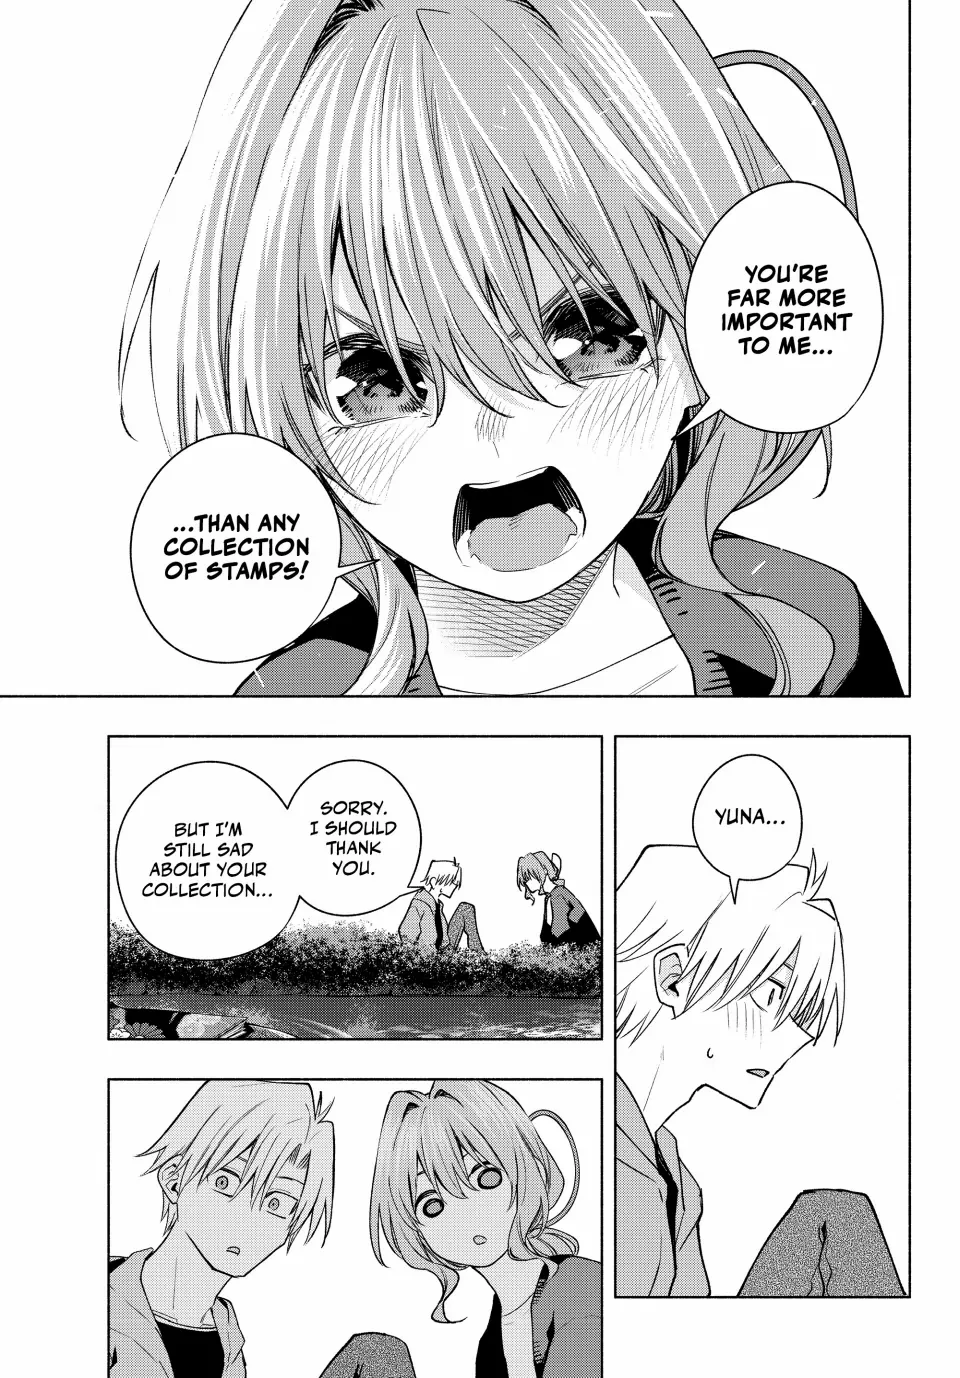 YOU'RE
FAR MORE
IMPORTANT
TO ME...
...THAN ANY
COLLECTION
OF STAMPS!
YUNA...
SORRY.
I SHOULD
THANK
YOU.
BUT I'M
STILL SAD
ABOUT YOUR
COLLECTION...